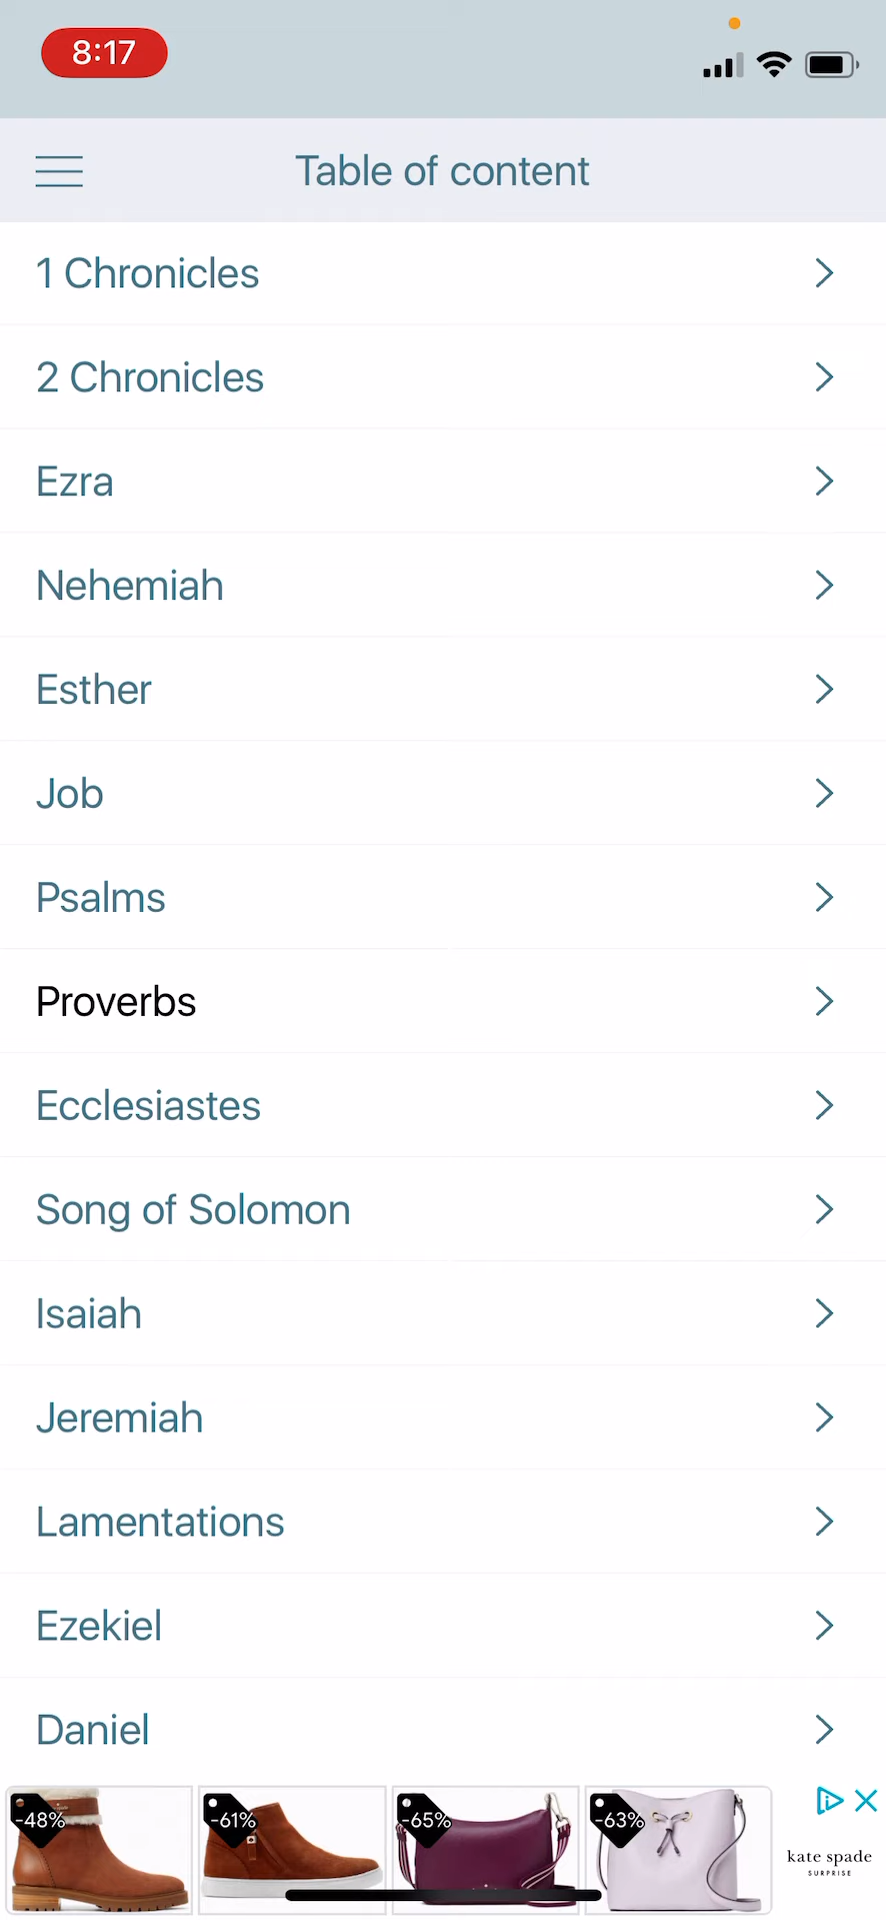 8:17
Table of content
1 Chronicles
2 Chronicles
Ezra
Nehemiah
Esther
Job
Psalms
Proverbs
Ecclesiastes
Song of Solomon
Isaiah
Jeremiah
Lamentations
Ezekiel
Daniel
-48%
-61%
-65%
-63%
kate spade
SURPRISE